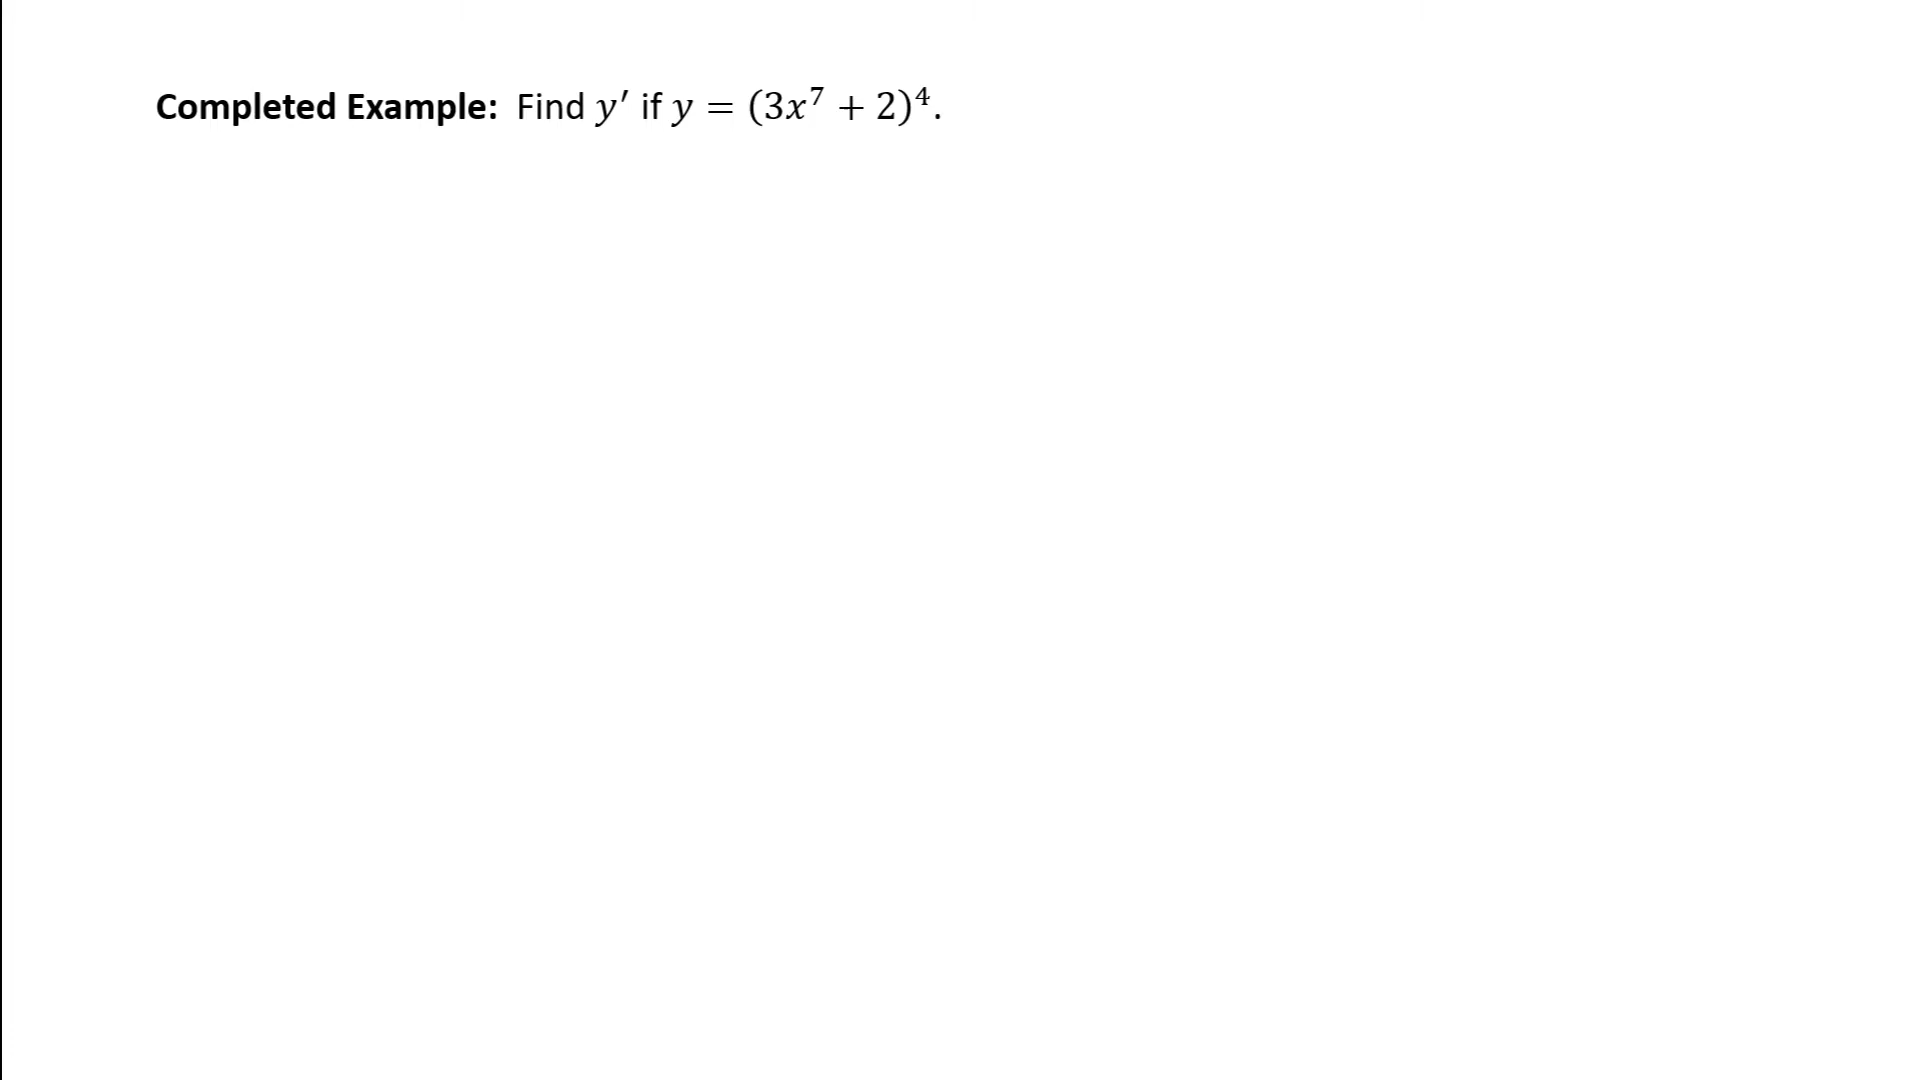 Completed Example: Find y′ if y = (3x⁷ + 2)⁴.